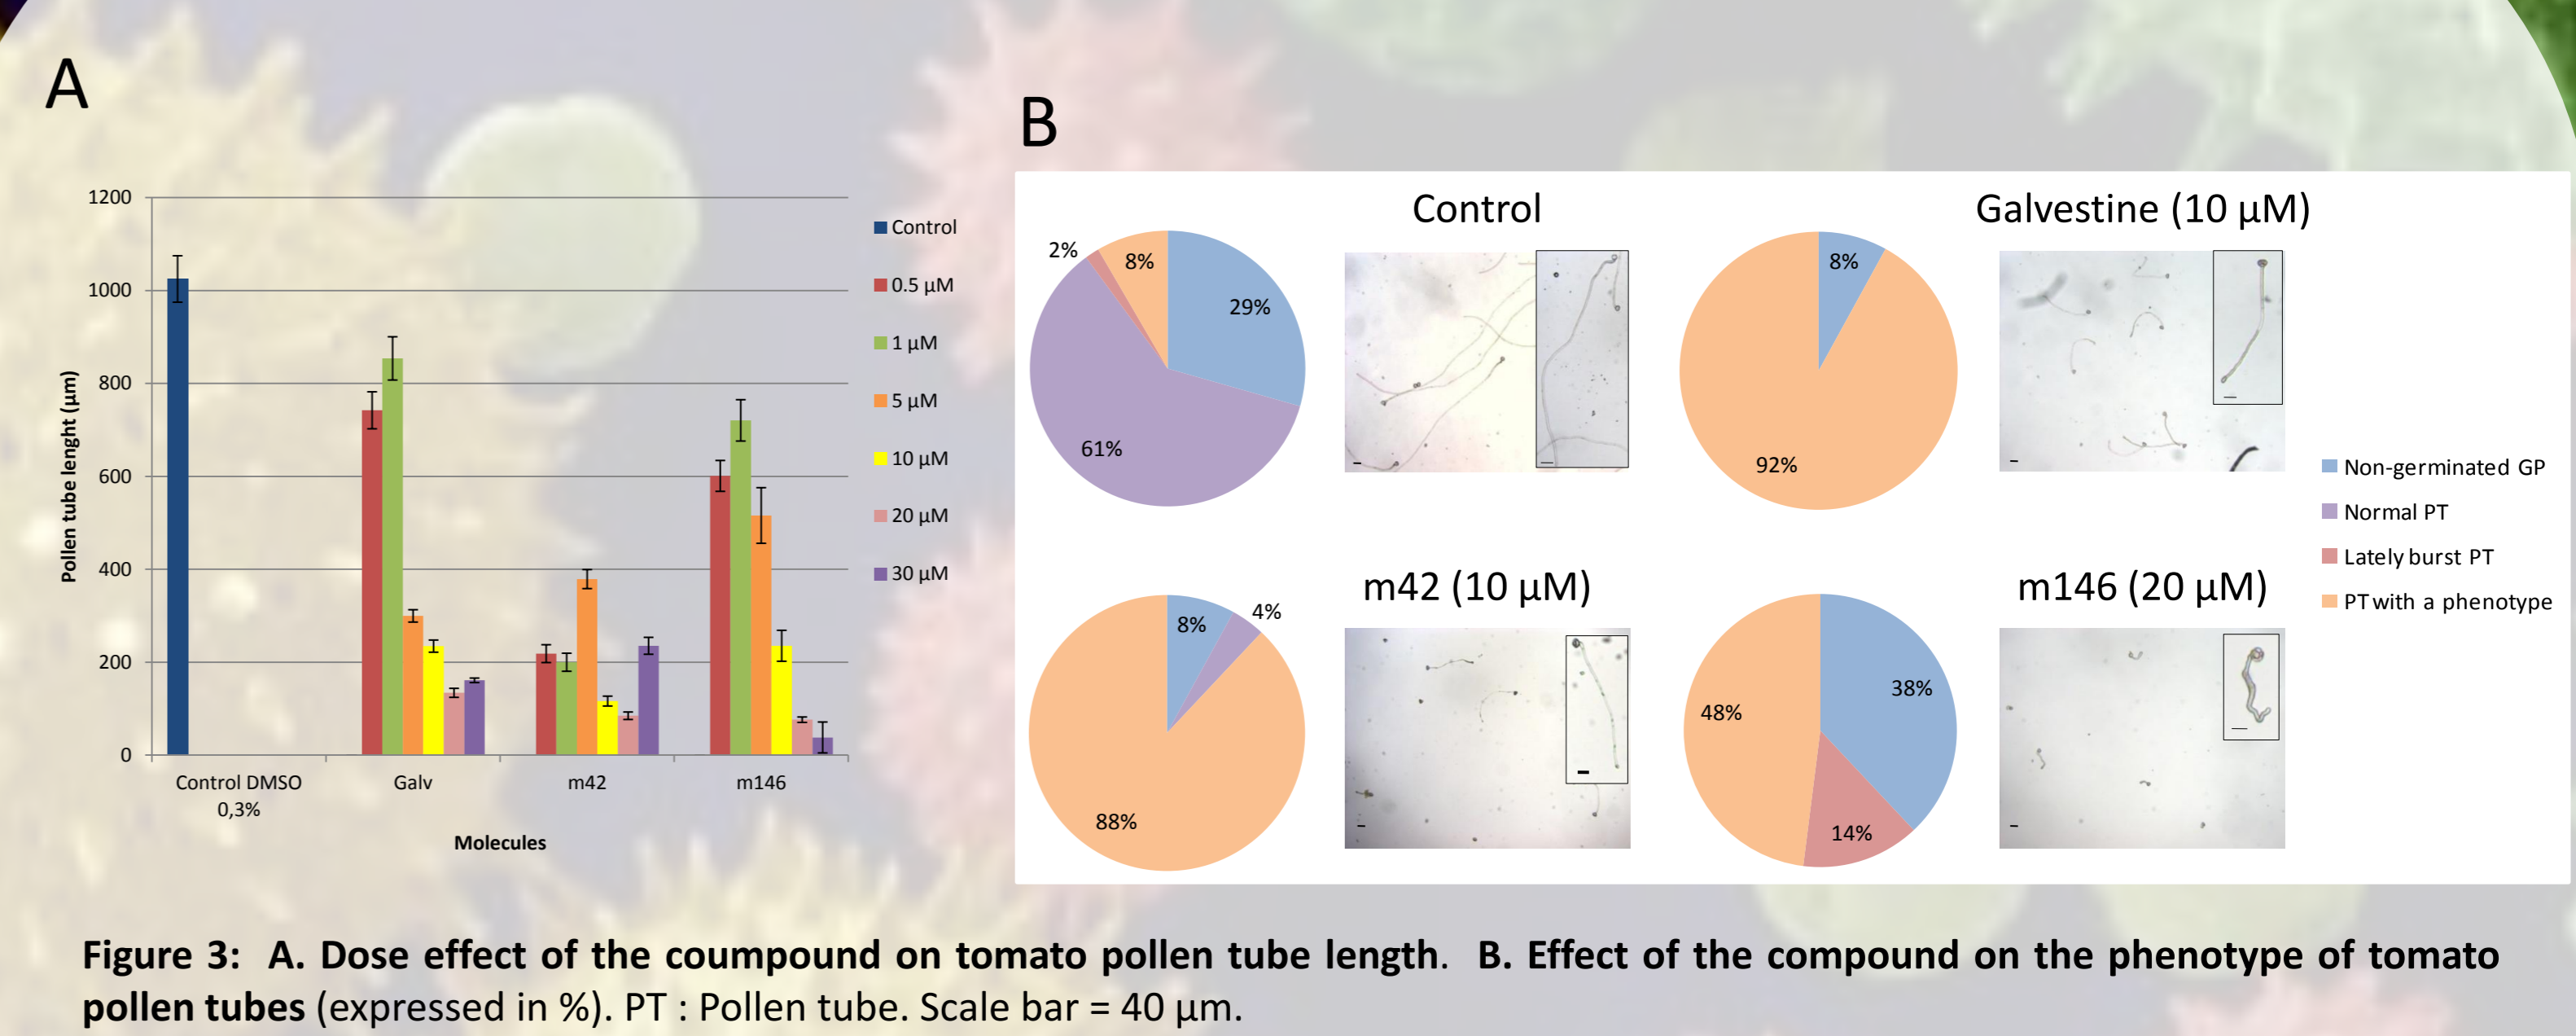 A
1200
1000
800
600
400
200
0
Pollen tube lenght (µm)
Control DMSO
0,3%
Galv
m42
m146
Molecules
Control
0.5 µM
1 µM
5 µM
10 µM
20 µM
30 µM
B
Control
2%
8%
29%
61%
Galvestine (10 µM)
8%
92%
m42 (10 µM)
8%
4%
88%
m146 (20 µM)
38%
48%
14%
Non-germinated GP
Normal PT
Lately burst PT
PT with a phenotype
Figure 3: A. Dose effect of the coumpound on tomato pollen tube length. B. Effect of the compound on the phenotype of tomato
pollen tubes (expressed in %). PT : Pollen tube. Scale bar = 40 µm.